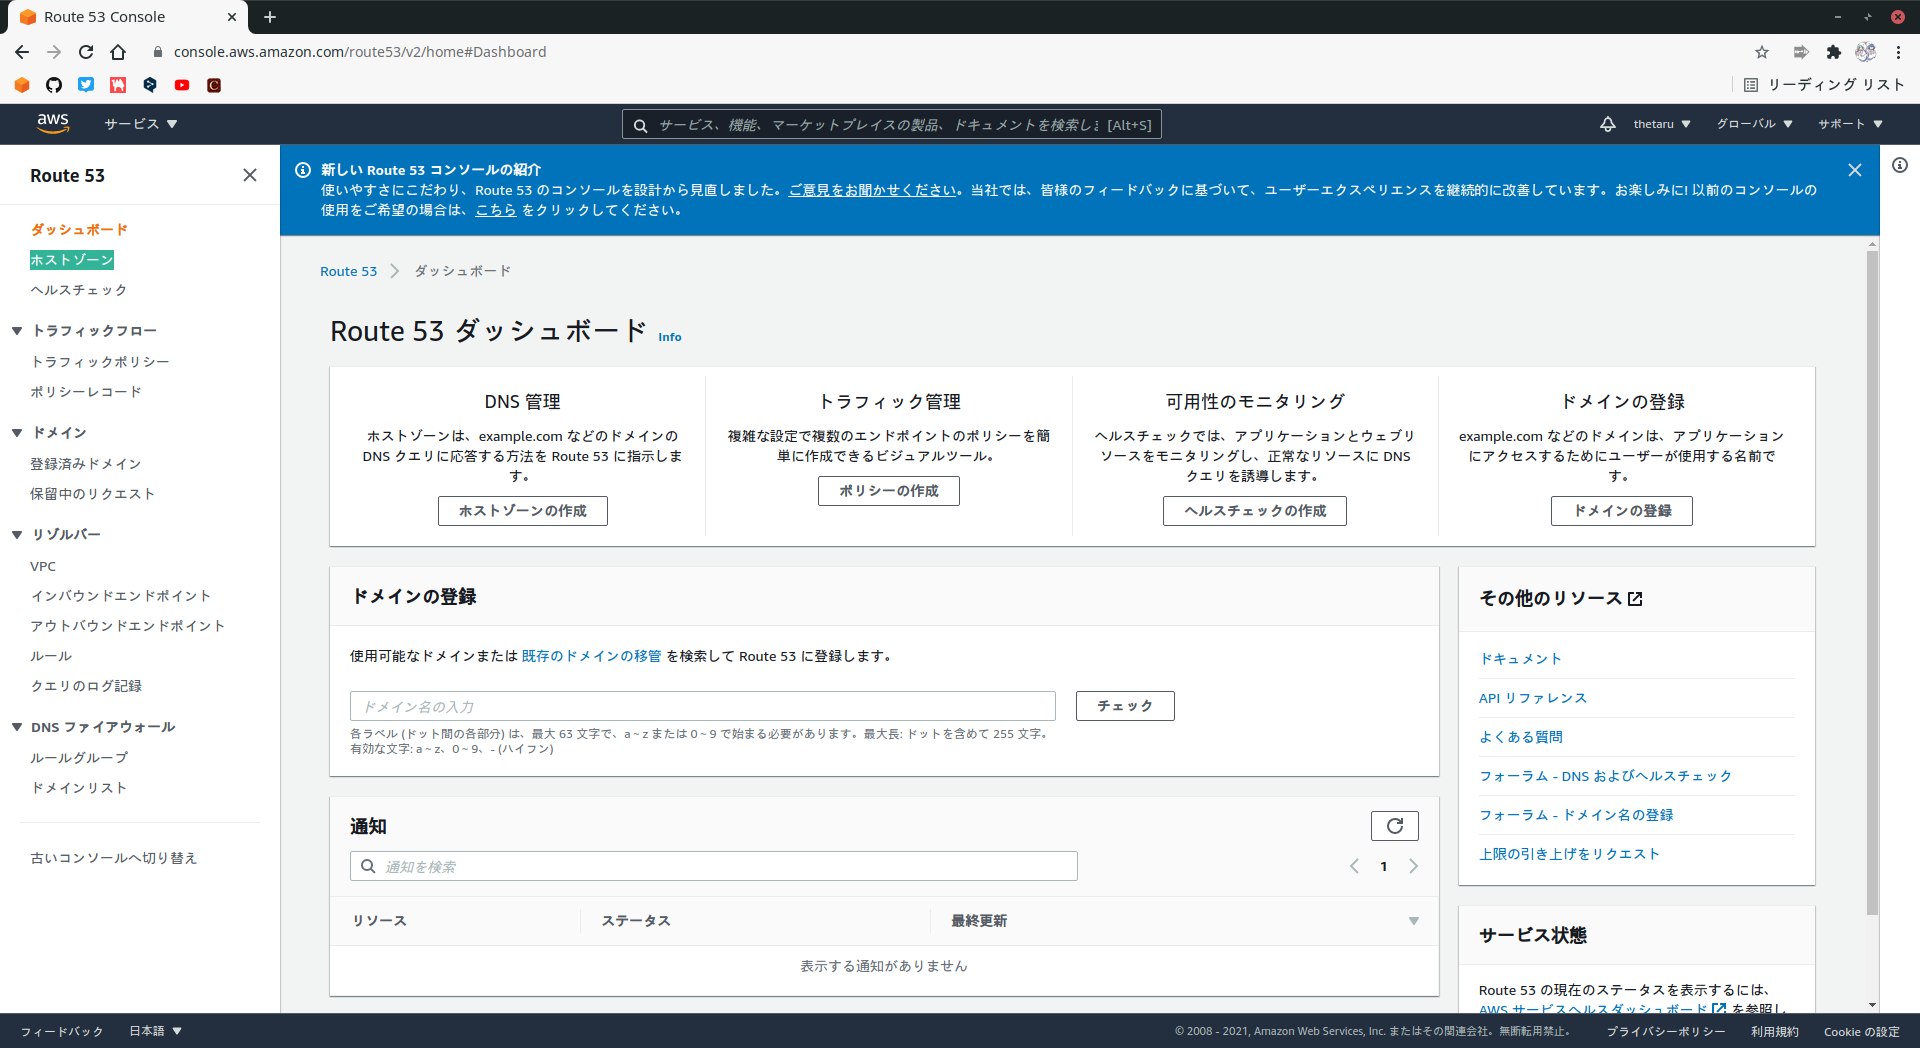 Route 53 Console
console.aws.amazon.com/route53/v2/home#Dashboard
リーディング リスト
aws
サービス
サービス、機能、マーケットプレイスの製品、ドキュメントを検索しま [Alt+S]
thetaru
グローバル
サポート
Route 53
ダッシュボード
ホストゾーン
ヘルスチェック
トラフィックフロー
トラフィックポリシー
ポリシーレコード
ドメイン
登録済みドメイン
保留中のリクエスト
リゾルバー
VPC
インバウンドエンドポイント
アウトバウンドエンドポイント
ルール
クエリのログ記録
DNS ファイアウォール
ルールグループ
ドメインリスト
古いコンソールへ切り替え
新しい Route 53 コンソールの紹介
使いやすさにこだわり、Route 53 のコンソールを設計から見直しました。ご意見をお聞かせください。当社では、皆様のフィードバックに基づいて、ユーザーエクスペリエンスを継続的に改善しています。お楽しみに! 以前のコンソールの
使用をご希望の場合は、こちら をクリックしてください。
Route 53
ダッシュボード
Route 53 ダッシュボード Info
DNS 管理
ホストゾーンは、example.com などのドメインの
DNS クエリに応答する方法を Route 53 に指示しま
す。
ホストゾーンの作成
トラフィック管理
複雑な設定で複数のエンドポイントのポリシーを簡
単に作成できるビジュアルツール。
ポリシーの作成
可用性のモニタリング
ヘルスチェックでは、アプリケーションとウェブリ
ソースをモニタリングし、正常なリソースに DNS
クエリを誘導します。
ヘルスチェックの作成
ドメインの登録
example.com などのドメインは、アプリケーション
にアクセスするためにユーザーが使用する名前で
す。
ドメインの登録
ドメインの登録
使用可能なドメインまたは 既存のドメインの移管 を検索して Route 53 に登録します。
ドメイン名の入力
チェック
各ラベル (ドット間の各部分) は、最大 63 文字で、a ~ z または 0 ~ 9 で始まる必要があります。最大長: ドットを含めて 255 文字。
有効な文字: a ~ z、0 ~ 9、- (ハイフン)
通知
通知を検索
1
リソース
ステータス
最終更新
表示する通知がありません
その他のリソース
ドキュメント
API リファレンス
よくある質問
フォーラム - DNS およびヘルスチェック
フォーラム - ドメイン名の登録
上限の引き上げをリクエスト
サービス状態
Route 53 の現在のステータスを表示するには、
AWS サービスヘルスダッシュボード を参照し
フィードバック
日本語
© 2008 - 2021, Amazon Web Services, Inc. またはその関連会社。無断転用禁止。
プライバシーポリシー
利用規約
Cookie の設定